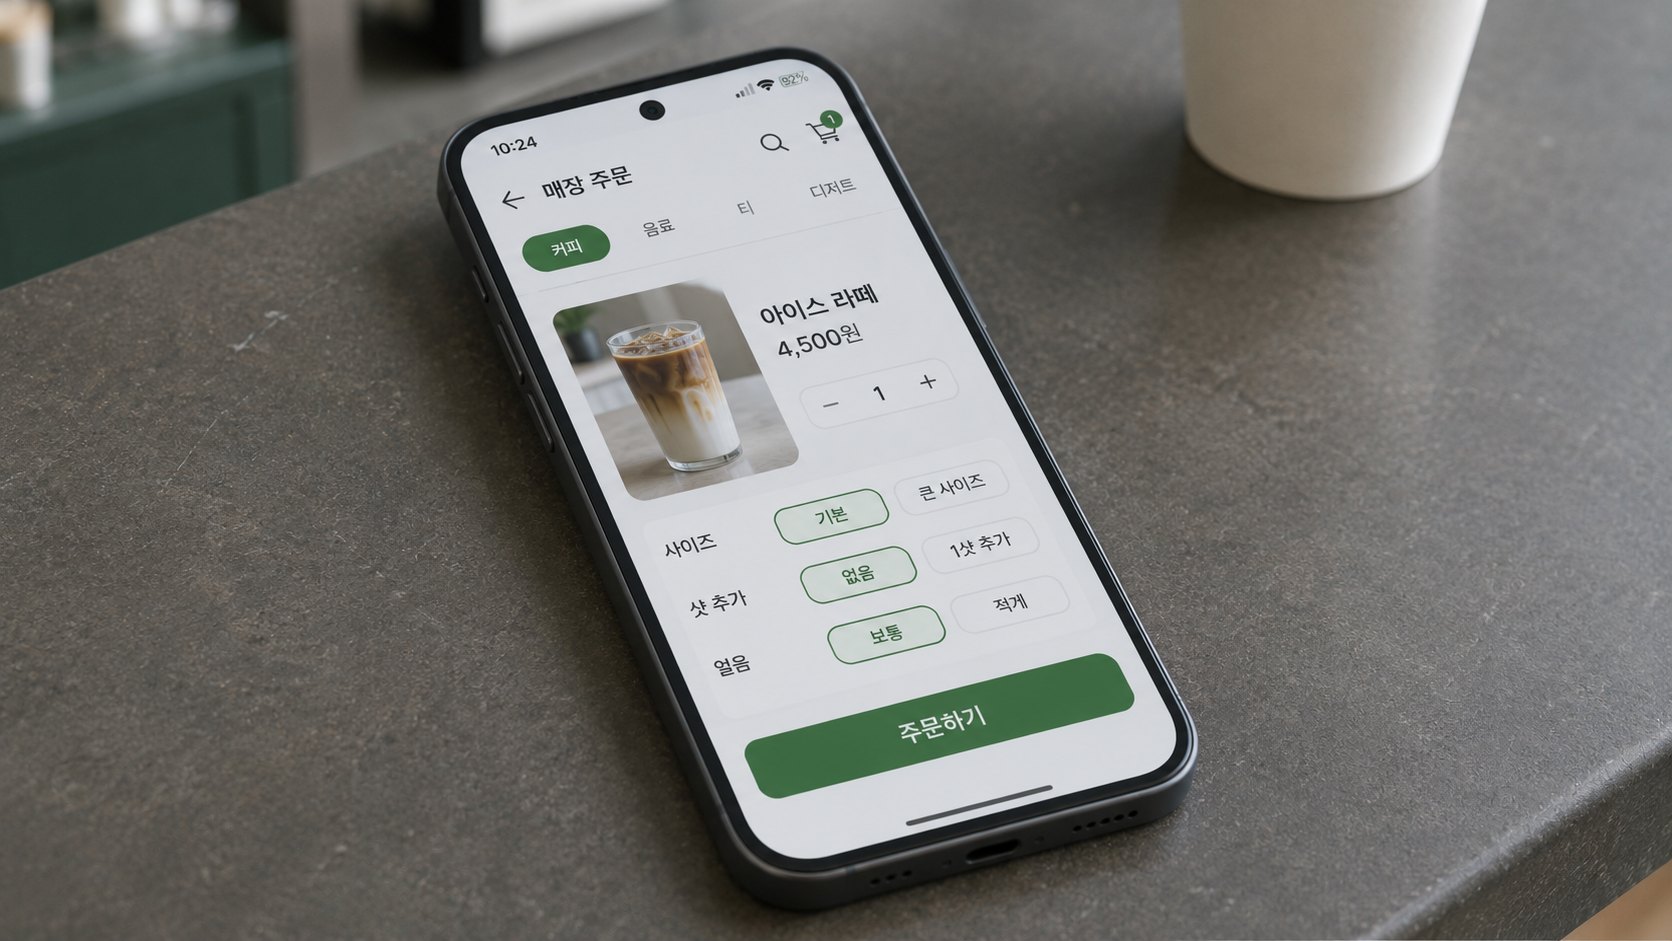 10:24
92%
1
매장 주문
커피 음료 티 디저트
아이스 라떼
4,500원
1
사이즈 기본 큰 사이즈
샷 추가 없음 1샷 추가
얼음 보통 적게
주문하기